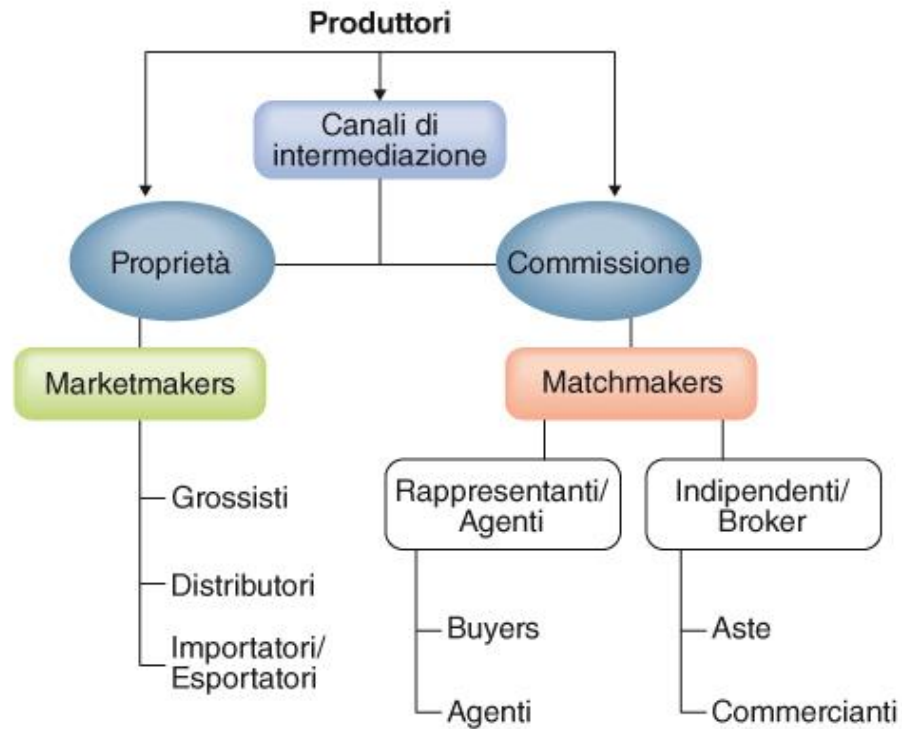 Produttori
Canali di
intermediazione
Proprietà
Commissione
Marketmakers
Matchmakers
Grossisti
Distributori
Importatori/
Esportatori
Rappresentanti/
Agenti
Buyers
Agenti
Indipendenti/
Broker
Aste
Commercianti